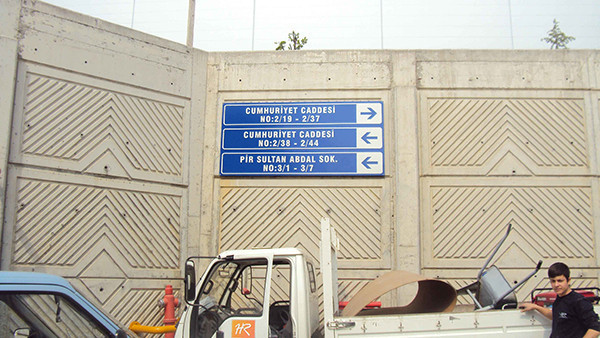 CUMHURİYET CADDESİ
NO:2/19 - 2/37
CUMHURİYET CADDESİ
NO:2/38 - 2/44
PİR SULTAN ABDAL SOK.
NO:3/1 - 3/7
HR